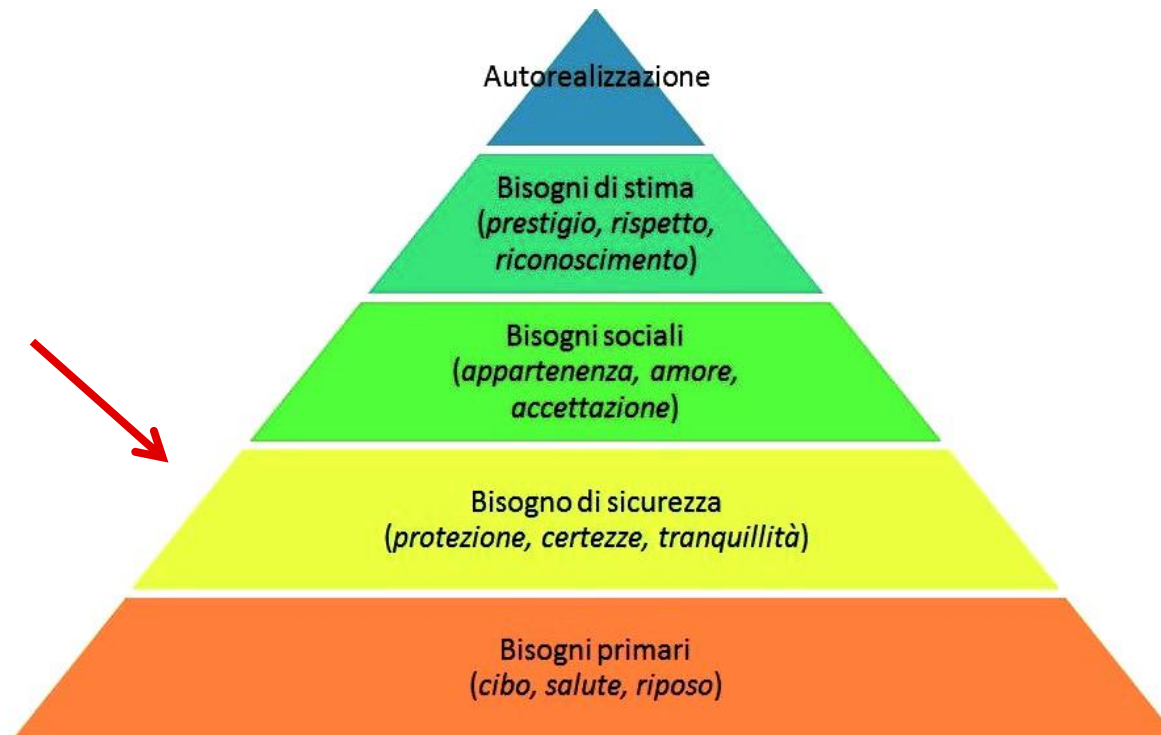 Autorealizzazione
Bisogni di stima
(prestigio, rispetto,
riconoscimento)
Bisogni sociali
(appartenenza, amore,
accettazione)
Bisogno di sicurezza
(protezione, certezze, tranquillità)
Bisogni primari
(cibo, salute, riposo)